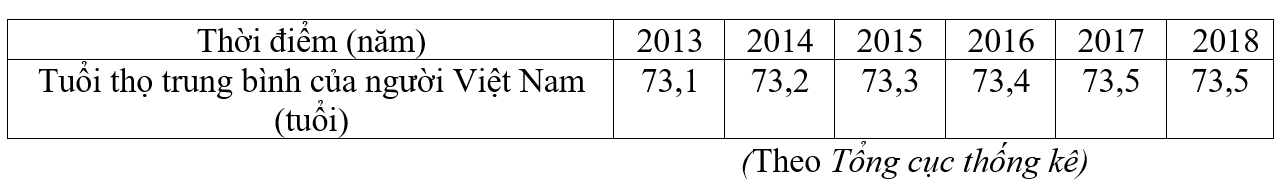 Thời điểm (năm) 2013 2014 2015 2016 2017 2018
Tuổi thọ trung bình của người Việt Nam 73,1 73,2 73,3 73,4 73,5 73,5
(tuổi)
(Theo Tổng cục thống kê)